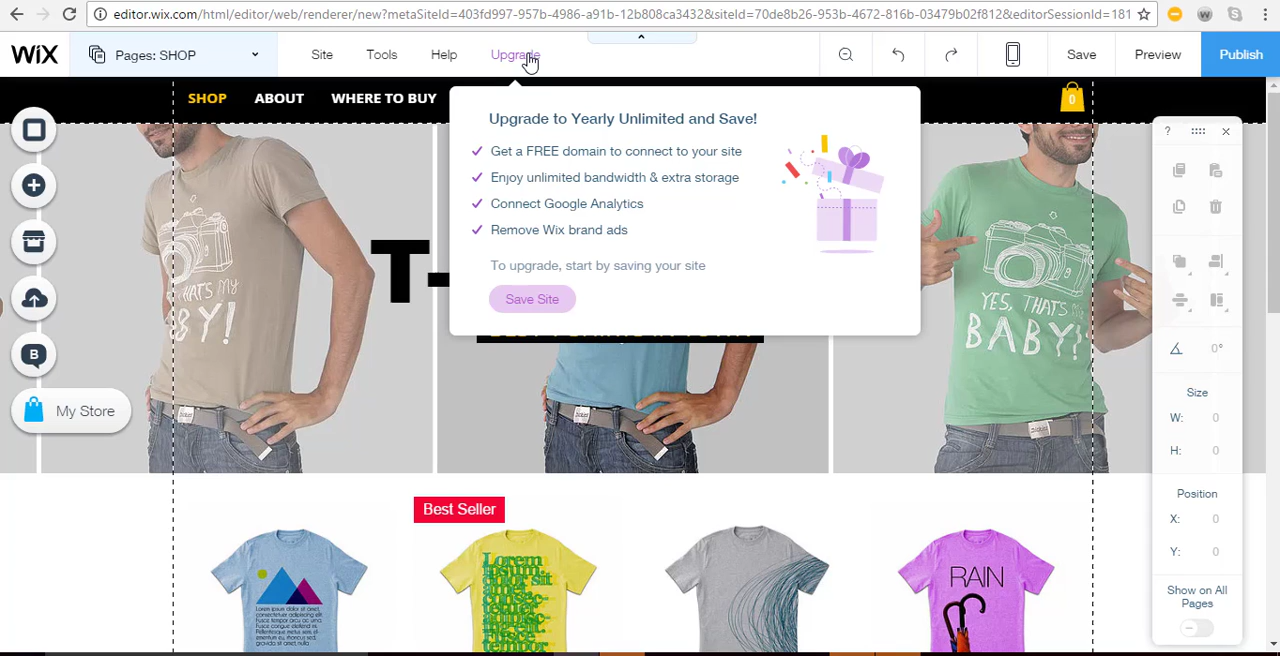 editor.wix.com/html/editor/web/renderer/new?metaSiteId=403fd997-957b-4986-a91b-12b808ca3432&siteId=70de8b26-953b-4672-816b-03479b02f812&editorSessionId=181
WiX Pages: SHOP Site Tools Help Upgrade Save Preview Publish
SHOP ABOUT WHERE TO BUY 0
Upgrade to Yearly Unlimited and Save!
Get a FREE domain to connect to your site
Enjoy unlimited bandwidth & extra storage
Connect Google Analytics
Remove Wix brand ads
To upgrade, start by saving your site
Save Site
T-
THAT'S MY
BABY!
YES, THAT'S MY
BABY!
B
My Store
?
0°
Size
W: 0
H: 0
Position
X: 0
Y: 0
Show on All
Pages
Best Seller
Lorem
ipsum
RAIN